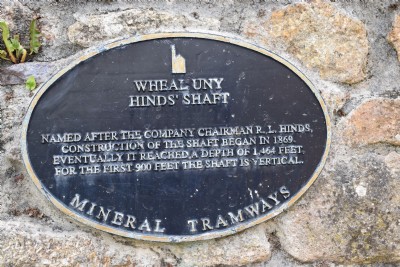 WHEAL UNY
HINDS' SHAFT
NAMED AFTER THE COMPANY CHAIRMAN R. L. HINDS,
CONSTRUCTION OF THE SHAFT BEGAN IN 1869.
EVENTUALLY IT REACHED A DEPTH OF 1,464 FEET.
FOR THE FIRST 900 FEET THE SHAFT IS VERTICAL.
MINERAL TRAMWAYS